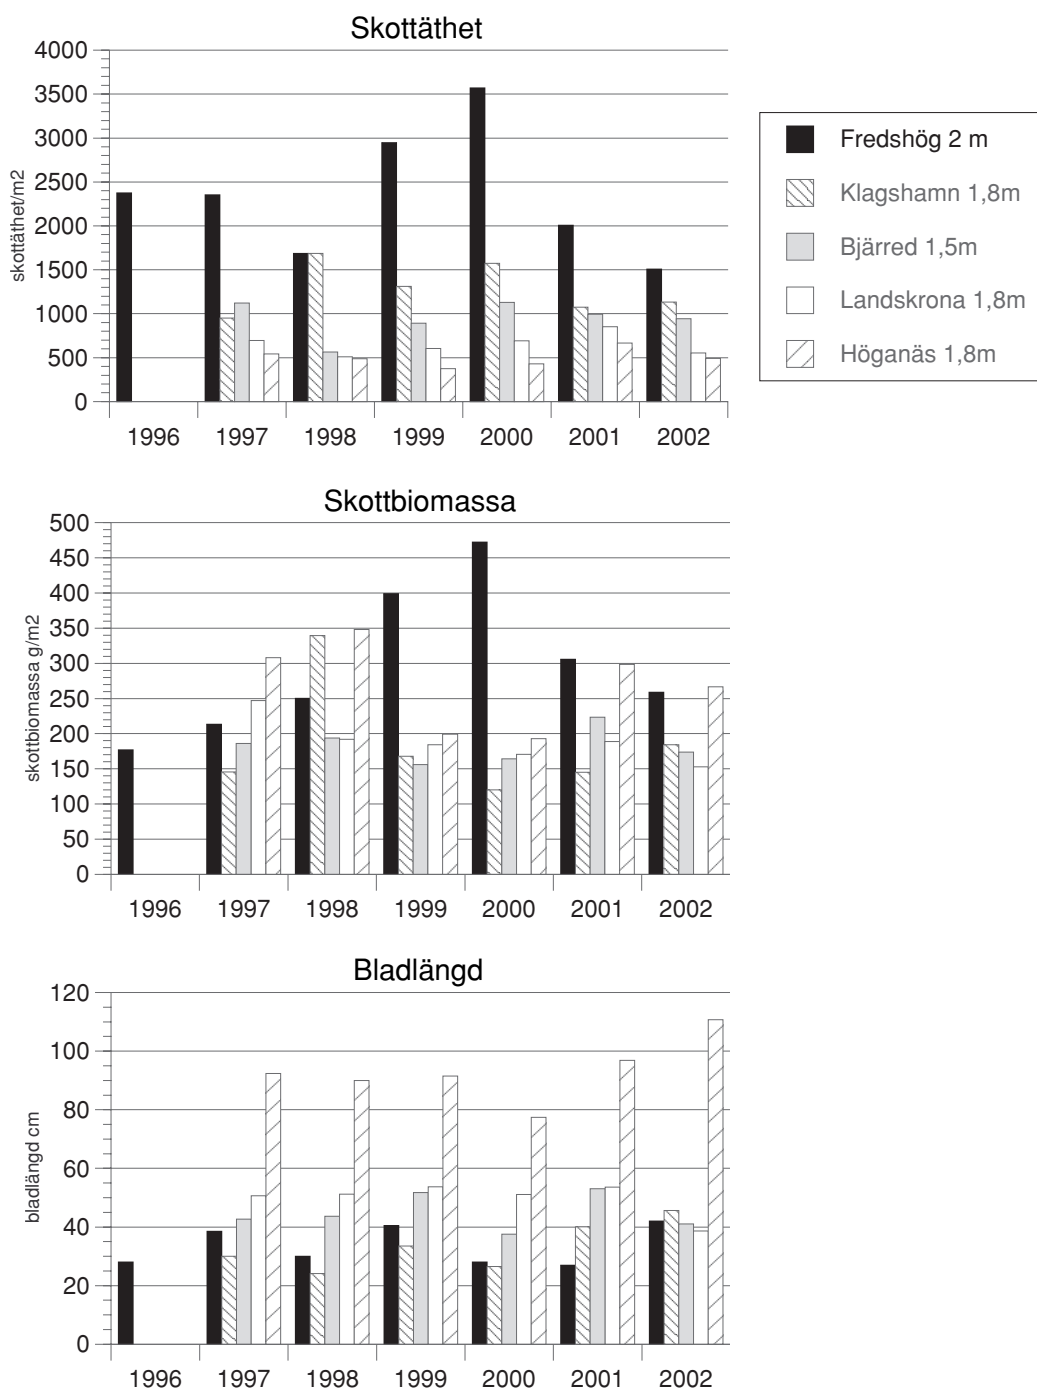 Skottäthet
4000
3500
3000
2500
2000
1500
1000
500
0
skottäthet/m2
1996 1997 1998 1999 2000 2001 2002
Fredshög 2 m
Klagshamn 1,8m
Bjärred 1,5m
Landskrona 1,8m
Höganäs 1,8m
Skottbiomassa
500
450
400
350
300
250
200
150
100
50
0
skottbiomassa g/m2
1996 1997 1998 1999 2000 2001 2002
Bladlängd
120
100
80
60
40
20
0
bladlängd cm
1996 1997 1998 1999 2000 2001 2002